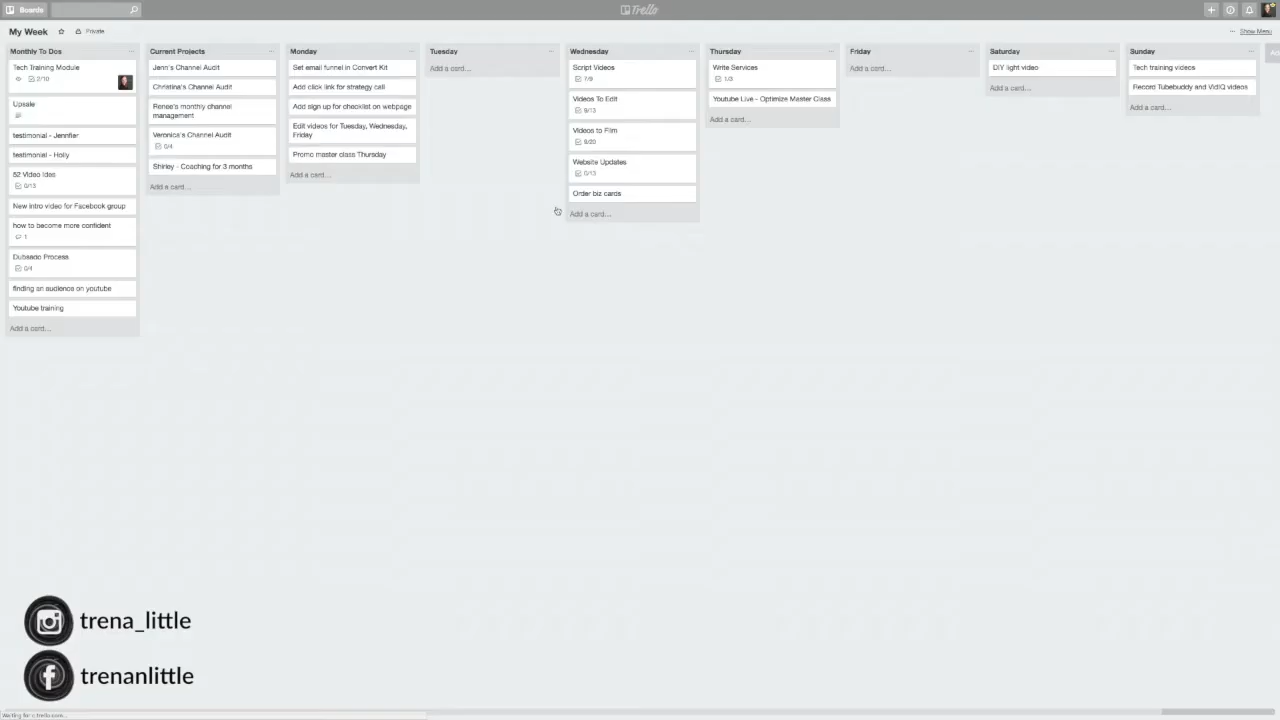 Boards
Trello
My Week
Private
Show Menu
Monthly To Dos
Tech Training Module
2/10
Upsale
testimonial - Jennifer
testimonial - Holly
52 Video Idea
0/13
New intro video for Facebook group
how to become more confident
1
Dubsado Process
0/4
finding an audience on youtube
Youtube training
Add a card...
Current Projects
Jenn's Channel Audit
Christina's Channel Audit
Renee's monthly channel
management
Veronica's Channel Audit
0/4
Shirley - Coaching for 3 months
Add a card...
Monday
Set email funnel in Convert Kit
Add click link for strategy call
Add sign up for checklist on webpage
Edit videos for Tuesday, Wednesday,
Friday
Promo master class Thursday
Add a card...
Tuesday
Add a card...
Wednesday
Script Videos
7/9
Videos To Edit
9/13
Videos to Film
9/20
Website Updates
0/13
Order biz cards
Add a card...
Thursday
Write Services
1/3
Youtube Live - Optimize Master Class
Add a card...
Friday
Add a card...
Saturday
DIY light video
Add a card...
Sunday
Tech training videos
Record Tubebuddy and VidIQ videos
Add a card...
trena_little
trenanlittle
Waiting for c.trello.com...